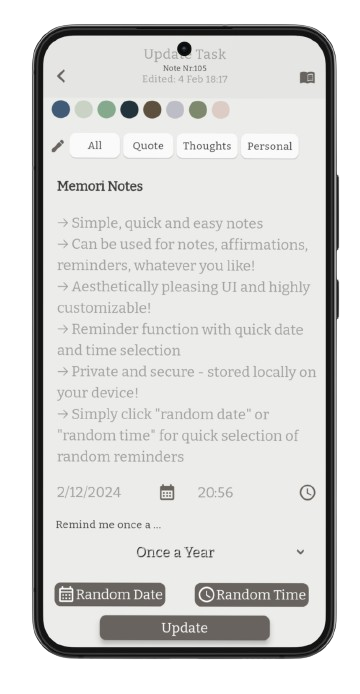 Update Task
Note Nr:105
Edited: 4 Feb 18:17
All Quote Thoughts Personal
Memori Notes
→ Simple, quick and easy notes
→ Can be used for notes, affirmations,
reminders, whatever you like!
→ Aesthetically pleasing UI and highly
customizable!
→ Reminder function with quick date
and time selection
→ Private and secure - stored locally on
your device!
→ Simply click "random date" or
"random time" for quick selection of
random reminders
2/12/2024 20:56
Remind me once a ...
Once a Year
Random Date Random Time
Update